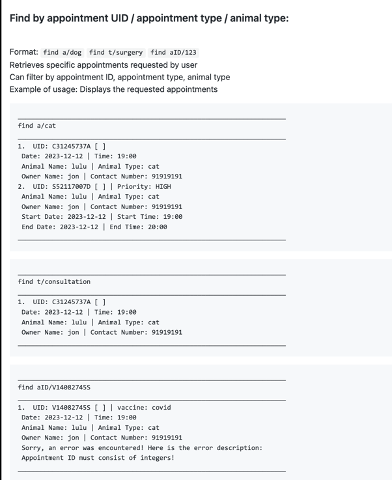 Find by appointment UID / appointment type / animal type:
Format: find a/dog find t/surgery find aID/123
Retrieves specific appointments requested by user
Can filter by appointment ID, appointment type, animal type
Example of usage: Displays the requested appointments
find a/cat
1. UID: C31245737A [ ]
Date: 2023-12-12 | Time: 19:00
Animal Name: lulu | Animal Type: cat
Owner Name: jon | Contact Number: 91919191
2. UID: S52117007D [ ] | Priority: HIGH
Animal Name: lulu | Animal Type: cat
Owner Name: jon | Contact Number: 91919191
Start Date: 2023-12-12 | Start Time: 19:00
End Date: 2023-12-12 | End Time: 20:00
find t/consultation
1. UID: C31245737A [ ]
Date: 2023-12-12 | Time: 19:00
Animal Name: lulu | Animal Type: cat
Owner Name: jon | Contact Number: 91919191
find aID/V14082745S
1. UID: V14082745S [ ] | vaccine: covid
Date: 2023-12-12 | Time: 19:00
Animal Name: lulu | Animal Type: cat
Owner Name: jon | Contact Number: 91919191
Sorry, an error was encountered! Here is the error description:
Appointment ID must consist of integers!